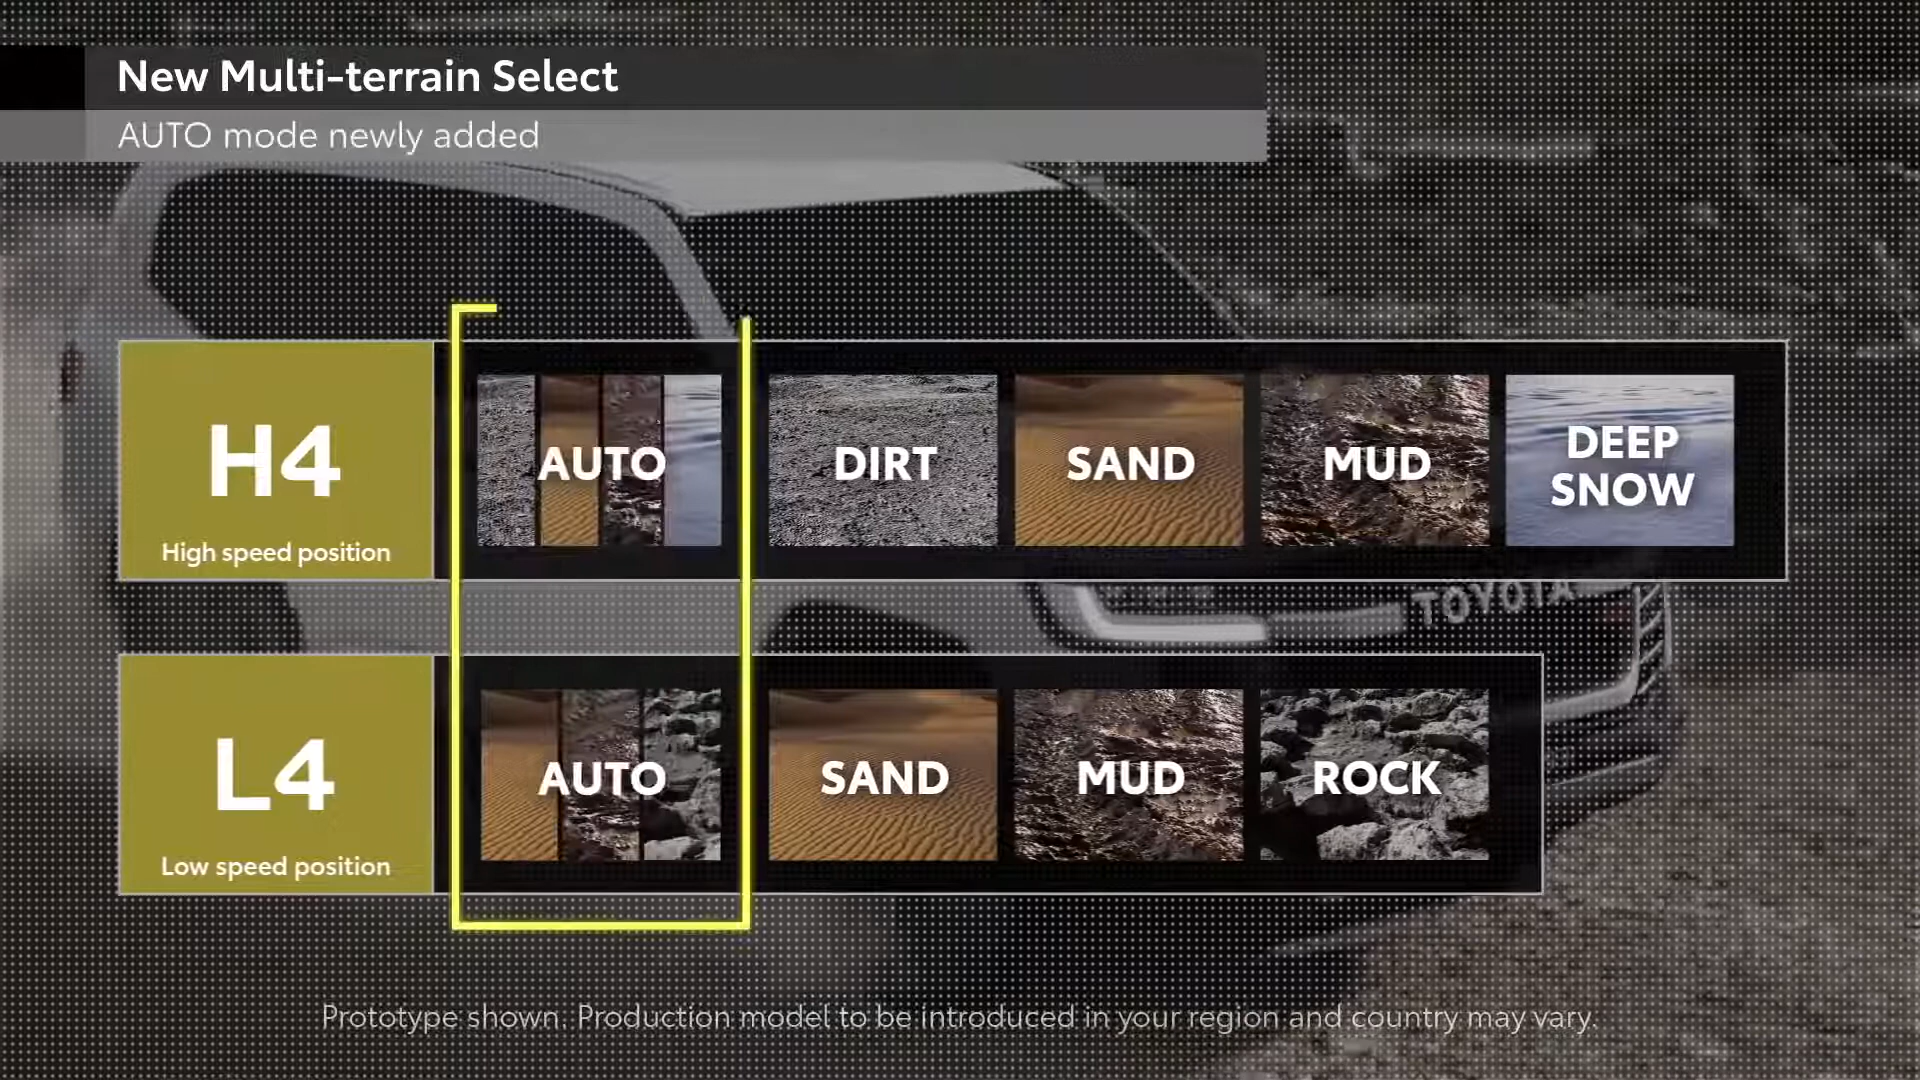 New Multi-terrain Select
AUTO mode newly added
H4
High speed position
AUTO
DIRT
SAND
MUD
DEEP
SNOW
TOYOTA
L4
Low speed position
AUTO
SAND
MUD
ROCK
Prototype shown. Production model to be introduced in your region and country may vary.